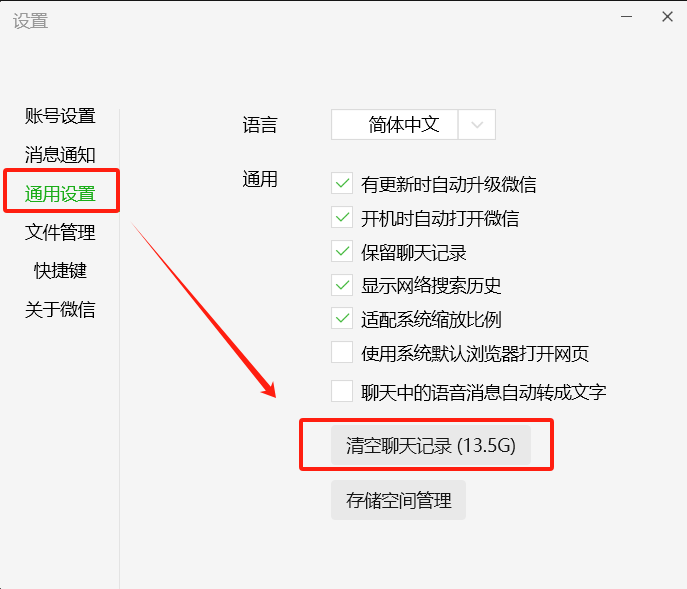 设置
账号设置
消息通知
通用设置
文件管理
快捷键
关于微信
语言
简体中文
通用
有更新时自动升级微信
开机时自动打开微信
保留聊天记录
显示网络搜索历史
适配系统缩放比例
使用系统默认浏览器打开网页
聊天中的语音消息自动转成文字
清空聊天记录 (13.5G)
存储空间管理